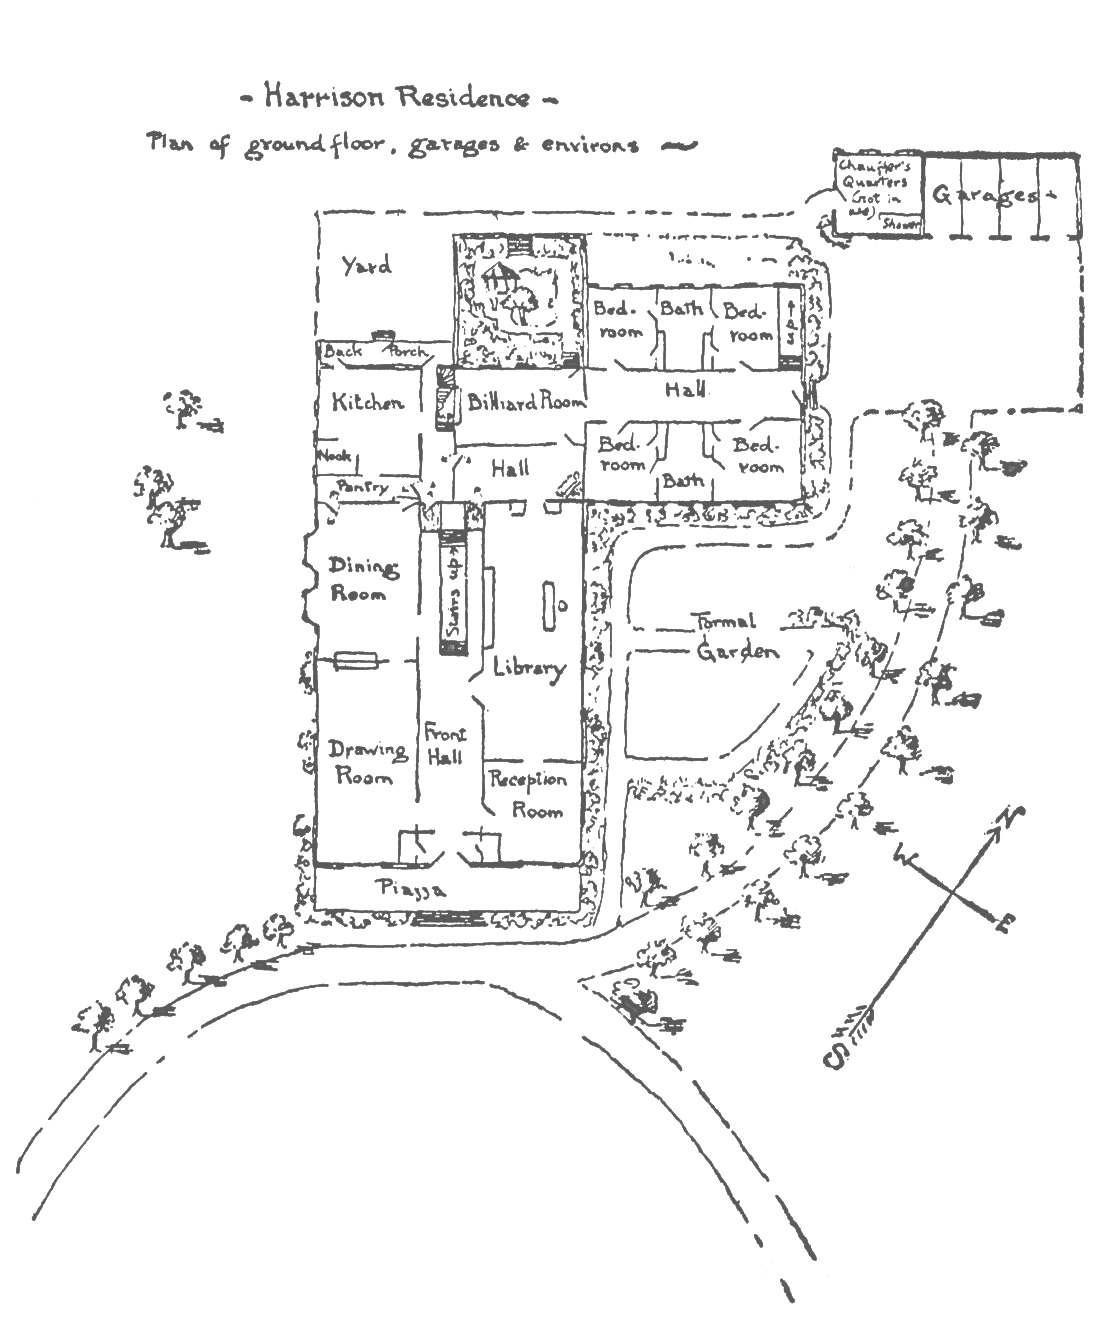 - Harrison Residence -
Plan of ground floor, garages & environs
Chauffer's
Quarters
(not in
use)
Shower
Garages
Yard
Back Porch
Kitchen
Nook
Pantry
Billiard Room
Hall
Bed-
room
Bath
Bed-
room
Ups
Hall
Bed-
room
Bath
Bed-
room
Dining
Room
Stairs up
Library
Formal
Garden
Drawing
Room
Front
Hall
Reception
Room
Piazza
N
W
E
S